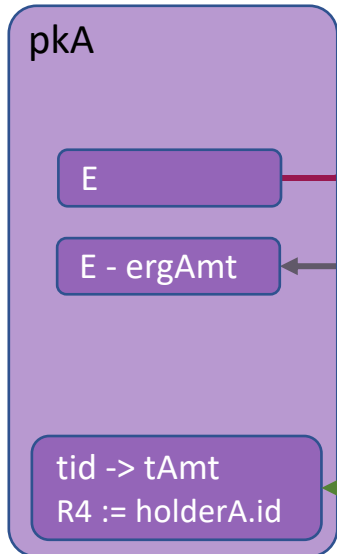 pkA
E
E - ergAmt
tid -> tAmt
R4 := holderA.id